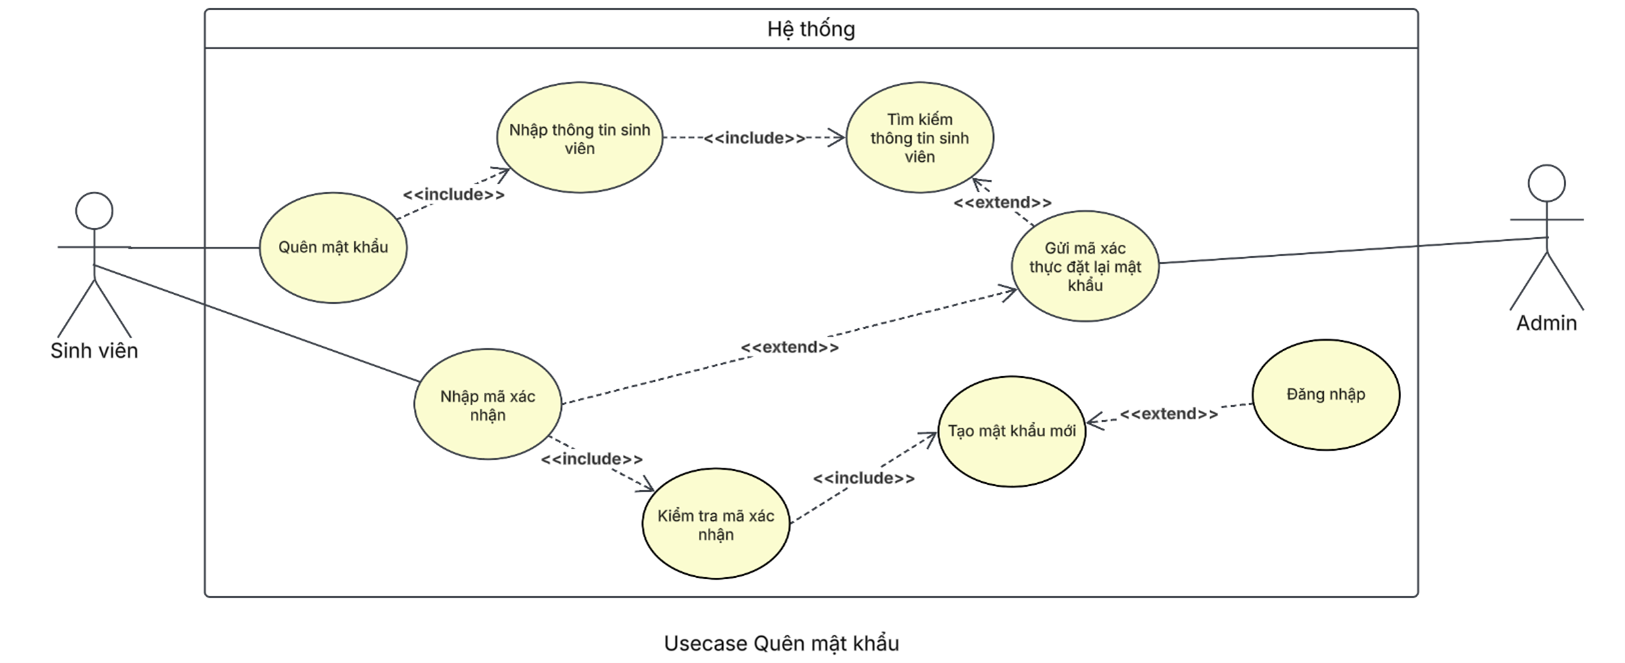 Hệ thống
Nhập thông tin sinh
viên
<<include>>
Tìm kiếm
thông tin sinh
viên
<<include>>
<<extend>>
Quên mật khẩu
Gửi mã xác
thực đặt lại mật
khẩu
Sinh viên
Admin
<<extend>>
Nhập mã xác
nhận
Đăng nhập
<<extend>>
Tạo mật khẩu mới
<<include>>
<<include>>
Kiểm tra mã xác
nhận
Usecase Quên mật khẩu